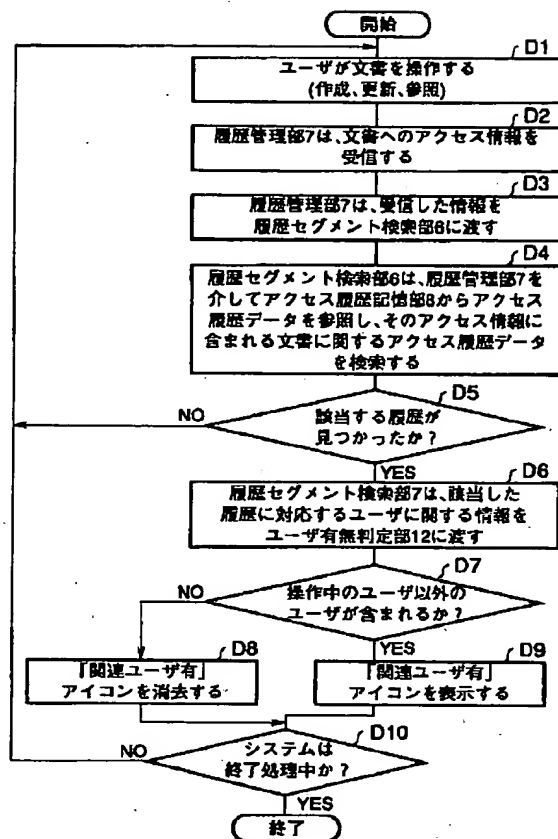 開始
D1
ユーザが文書を操作する
(作成、更新、参照)
D2
履歴管理部7は、文書へのアクセス情報を
受信する
D3
履歴管理部7は、受信した情報を
履歴セグメント検索部6に渡す
D4
履歴セグメント検索部6は、履歴管理部7を
介してアクセス履歴記憶部8からアクセス
履歴データを参照し、そのアクセス情報に
含まれる文書に関するアクセス履歴データ
を検索する
D5
NO
該当する履歴が
見つかったか?
YES
D6
履歴セグメント検索部7は、該当した
履歴に対応するユーザに関する情報を
ユーザ有無判定部12に渡す
D7
NO
操作中のユーザ以外の
ユーザが含まれるか?
YES
D8
「関連ユーザ有」
アイコンを消去する
D9
「関連ユーザ有」
アイコンを表示する
D10
NO
システムは
終了処理中か?
YES
終了